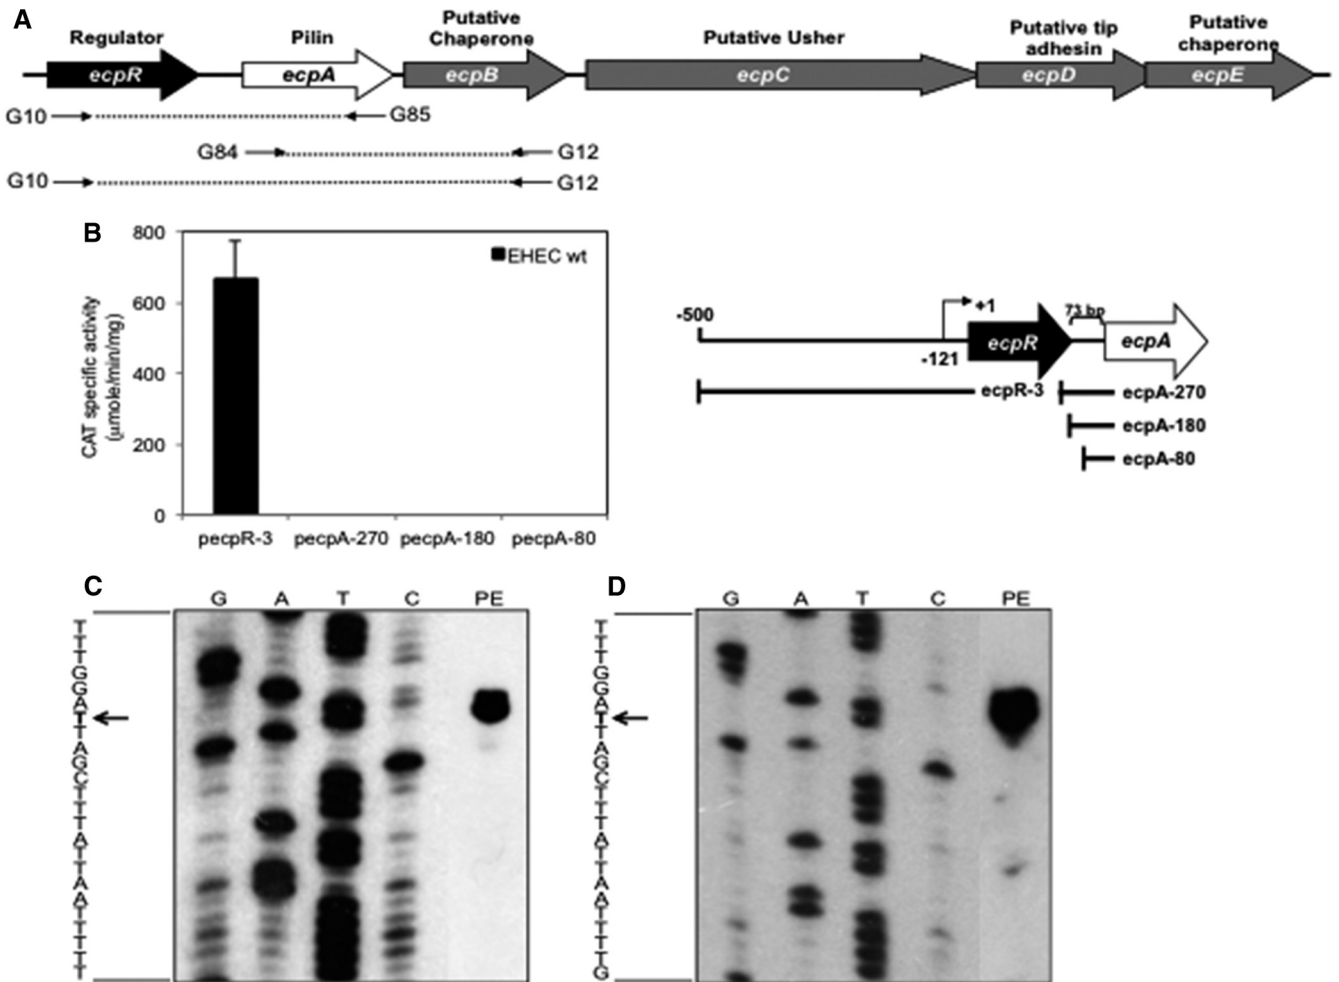 A
Regulator
Pilin
Putative
Chaperone
Putative Usher
Putative tip
adhesin
Putative
chaperone
ecpR
ecpA
ecpB
ecpC
ecpD
ecpE
G10
G85
G84
G12
G10
G12
B
CAT specific activity
(µmole/min/mg)
800
600
400
200
0
EHEC wt
pecpR-3
pecpA-270
pecpA-180
pecpA-80
-500
+1
-121
73 bp
ecpR
ecpA
ecpR-3
ecpA-270
ecpA-180
ecpA-80
C
G A T C PE
T
T
T
G
G
A
T
T
A
G
C
T
T
T
A
T
T
A
A
T
T
T
T
T
D
G A T C PE
T
T
T
G
G
A
T
T
A
G
C
T
T
T
A
T
T
A
A
T
T
T
T
G